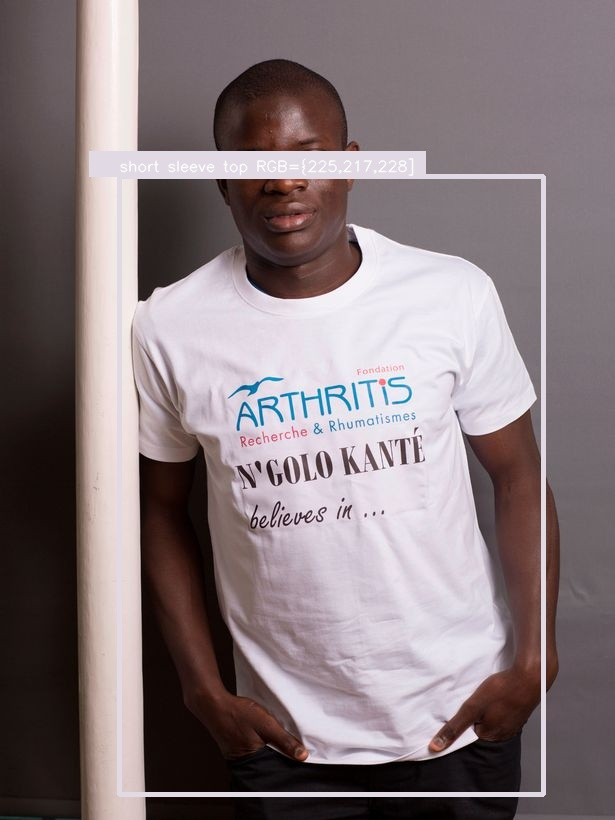 short sleeve top RGB={225,217,228}
Fondation
ARTHRITiS
Recherche & Rhumatismes
N'GOLO KANTÉ
believes in ...